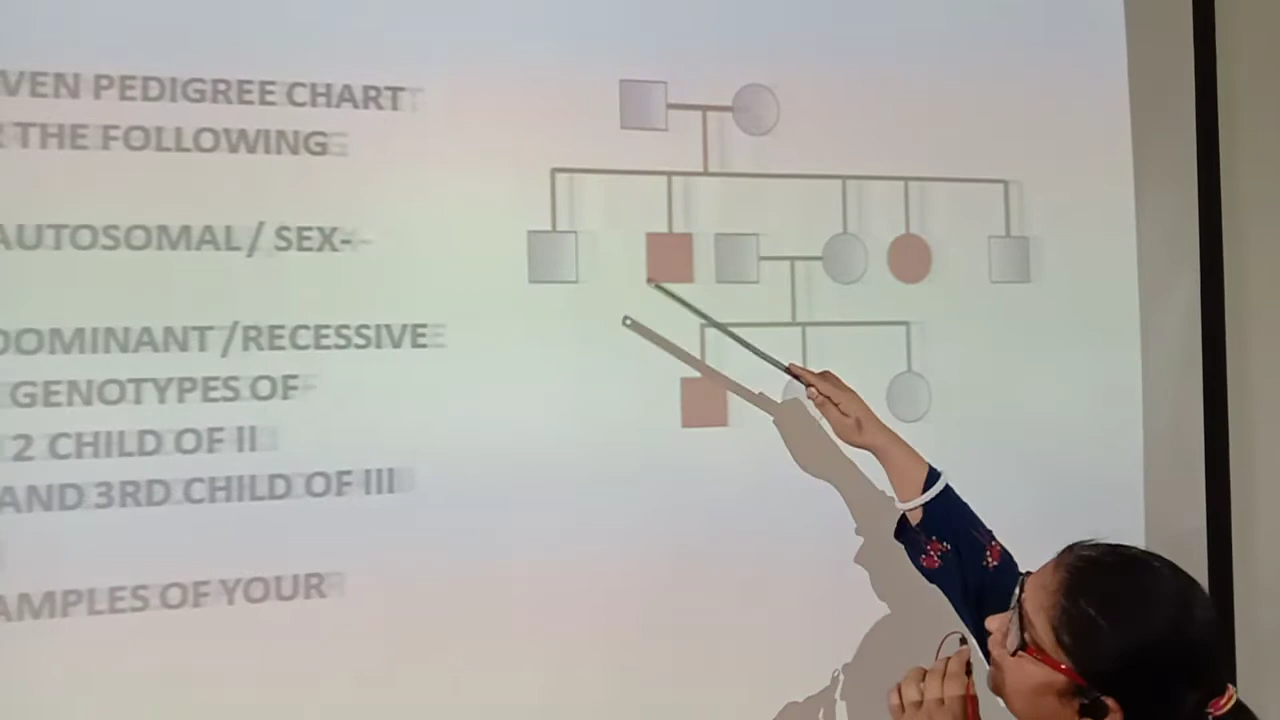 VEN PEDIGREE CHART
THE FOLLOWING
AUTOSOMAL / SEX-
DOMINANT /RECESSIVE
GENOTYPES OF
2 CHILD OF II
AND 3RD CHILD OF III
AMPLES OF YOUR